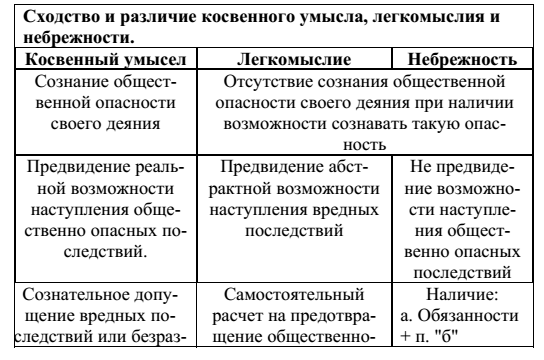 Сходство и различие косвенного умысла, легкомыслия и
небрежности.
Косвенный умысел
Легкомыслие
Небрежность
Сознание общест-
венной опасности
своего деяния
Отсутствие сознания общественной
опасности своего деяния при наличии
возможности сознавать такую опас-
ность
Предвидение реаль-
ной возможности
наступления обще-
ственно опасных по-
следствий.
Предвидение абст-
рактной возможности
наступления вредных
последствий
Не предвиде-
ние возможно-
сти наступле-
ния общест-
венно опасных
последствий
Сознательное допу-
щение вредных по-
следствий или безраз-
Самостоятельный
расчет на предотвра-
щение общественно-
Наличие:
а. Обязанности
+ п. "б"